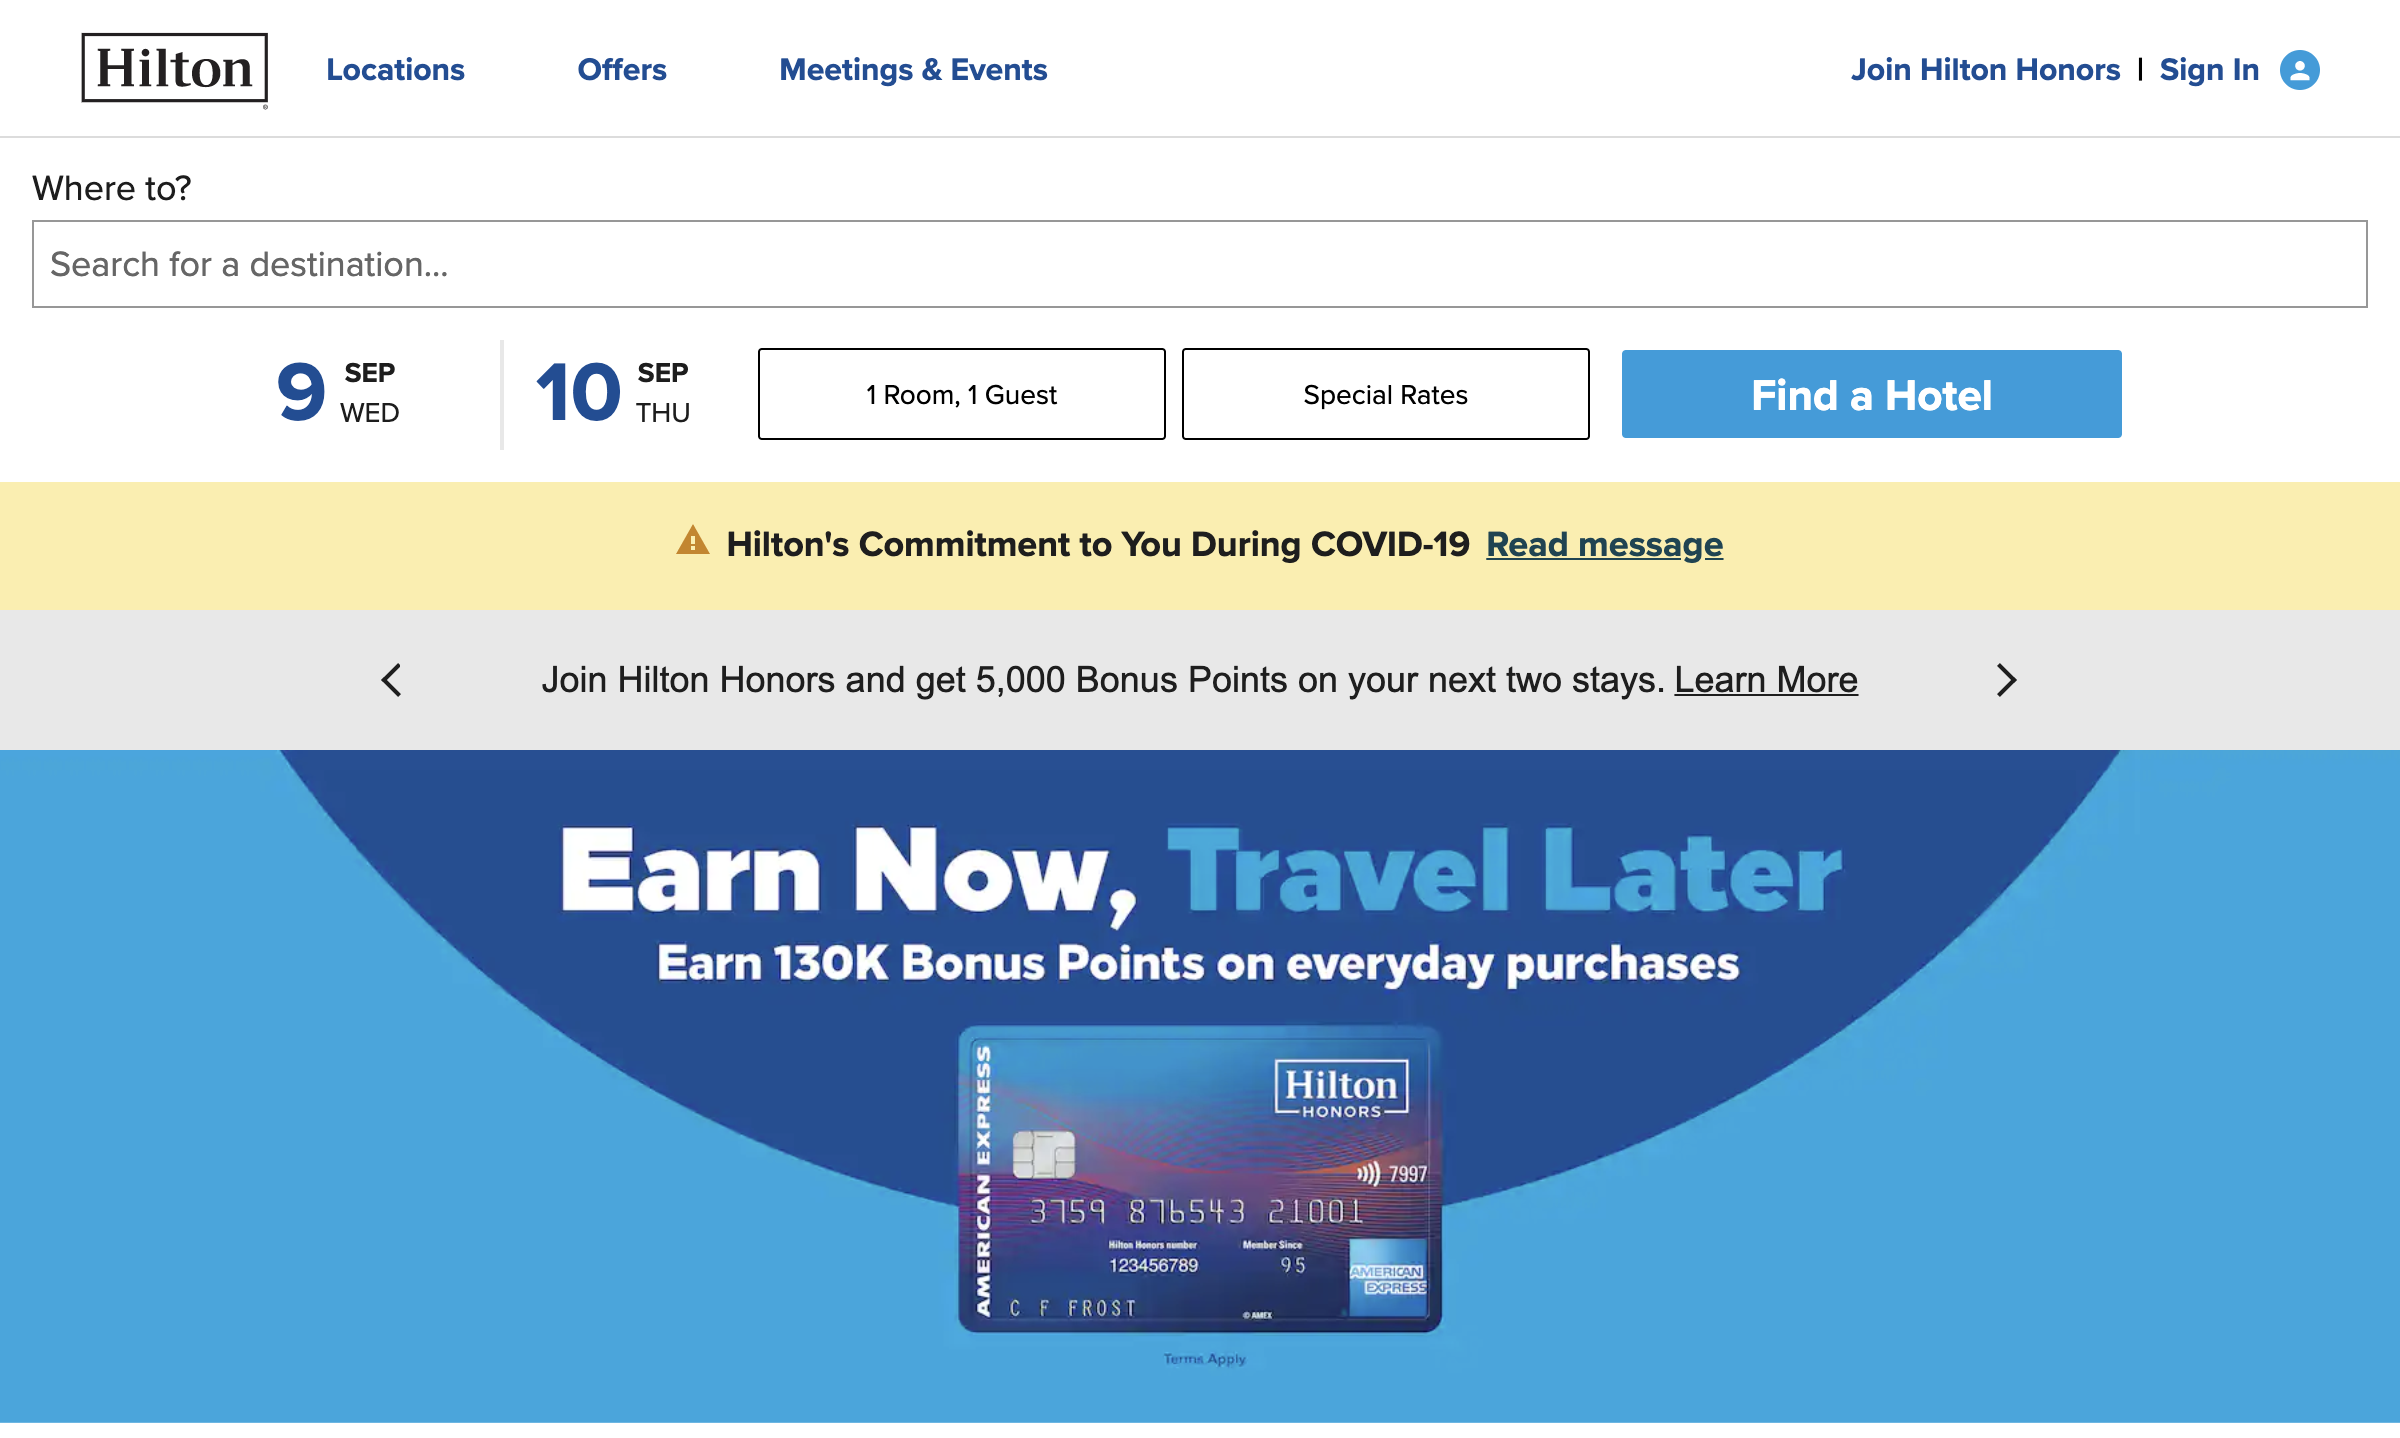 Hilton
Locations
Offers
Meetings & Events
Join Hilton Honors | Sign In
Where to?
Search for a destination...
9 SEP WED
10 SEP THU
1 Room, 1 Guest
Special Rates
Find a Hotel
Hilton's Commitment to You During COVID-19 Read message
Join Hilton Honors and get 5,000 Bonus Points on your next two stays. Learn More
Earn Now, Travel Later
Earn 130K Bonus Points on everyday purchases
AMERICAN EXPRESS
Hilton
HONORS
7997
3759 876543 21001
Hilton Honors number
Member Since
123456789
95
AMERICAN
EXPRESS
C F FROST
© AMEX
Terms Apply